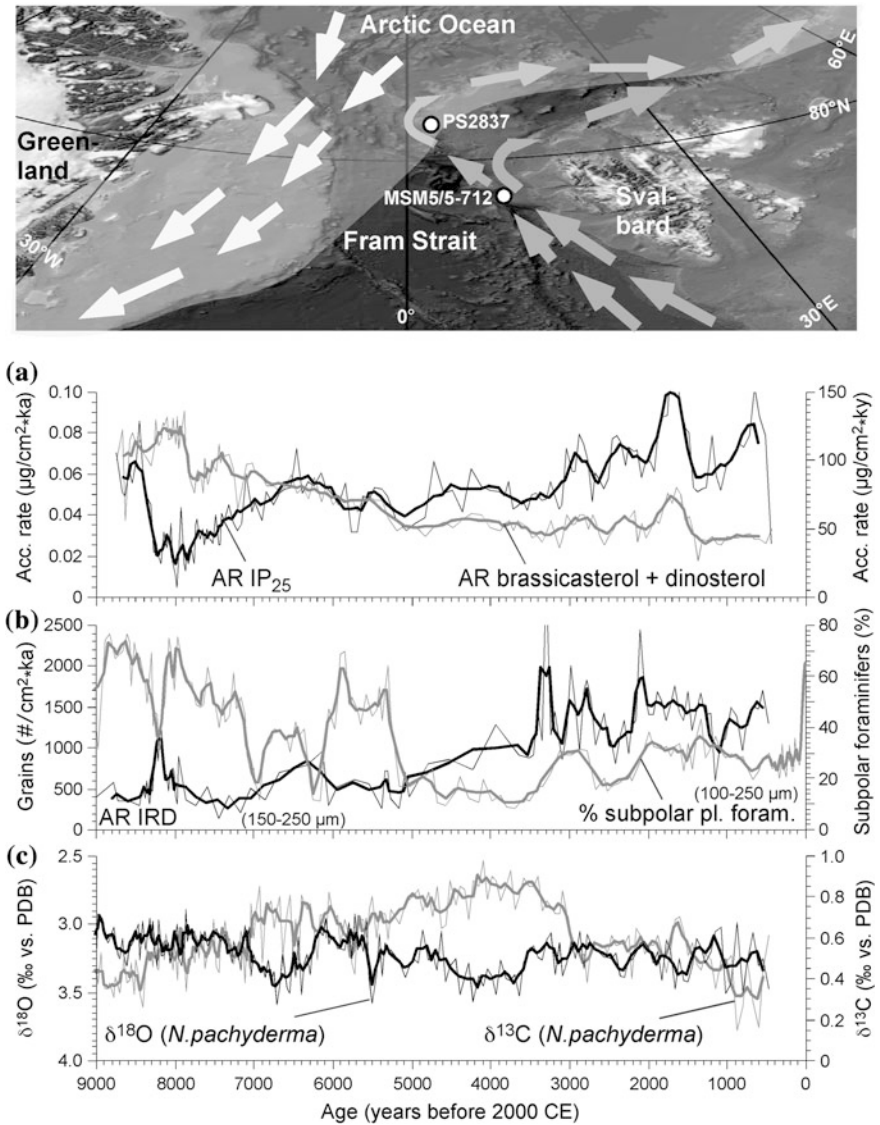 Arctic Ocean
60°E
PS2837
80°N
Green-
land
MSM5/5-712
Sval-
bard
30°W
Fram Strait
0°
30°E
(a)
0.10
150
0.08
100
0.06
0.04
50
0.02
0
0
Acc. rate (µg/cm²*ka)
Acc. rate (µg/cm²*ky)
AR IP25
AR brassicasterol + dinosterol
(b)
2500
80
2000
60
1500
40
1000
20
500
0
0
Grains (#/cm²*ka)
Subpolar foraminifers (%)
AR IRD
(150-250 µm)
(100-250 µm)
% subpolar pl. foram.
(c)
2.5
1.0
0.8
3.0
0.6
3.5
0.4
0.2
4.0
0
δ18O (‰ vs. PDB)
δ13C (‰ vs. PDB)
δ18O (N.pachyderma)
δ13C (N.pachyderma)
9000 8000 7000 6000 5000 4000 3000 2000 1000 0
Age (years before 2000 CE)